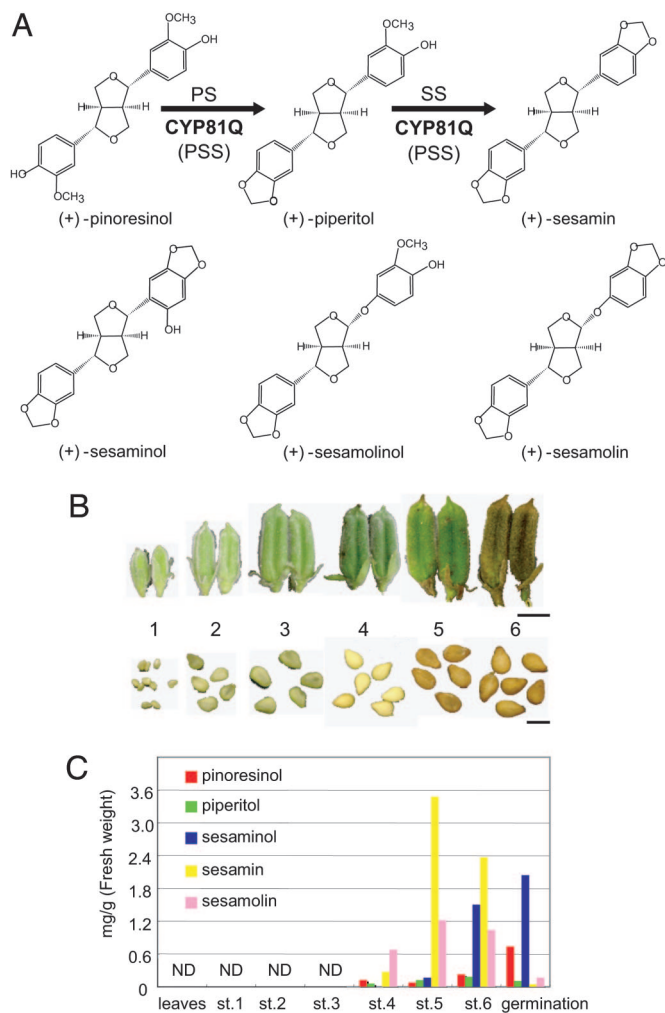 A
OCH₃
OH
O
H H
O
HO
OCH₃
(+)-pinoresinol
PS
CYP81Q
(PSS)
OCH₃
OH
O
H H
O
O
O
(+)-piperitol
SS
CYP81Q
(PSS)
O
O
O
H H
O
O
O
(+)-sesamin
O
O
O
OH
H H
O
O
O
(+)-sesaminol
OCH₃
OH
O
O
H H
O
O
O
(+)-sesamolinol
O
O
O
O
H H
O
O
O
(+)-sesamolin
B
1 2 3 4 5 6
C
mg/g (Fresh weight)
3.6
3.0
2.4
1.8
1.2
0.6
0
pinoresinol
piperitol
sesaminol
sesamin
sesamolin
ND ND ND ND
leaves st.1 st.2 st.3 st.4 st.5 st.6 germination